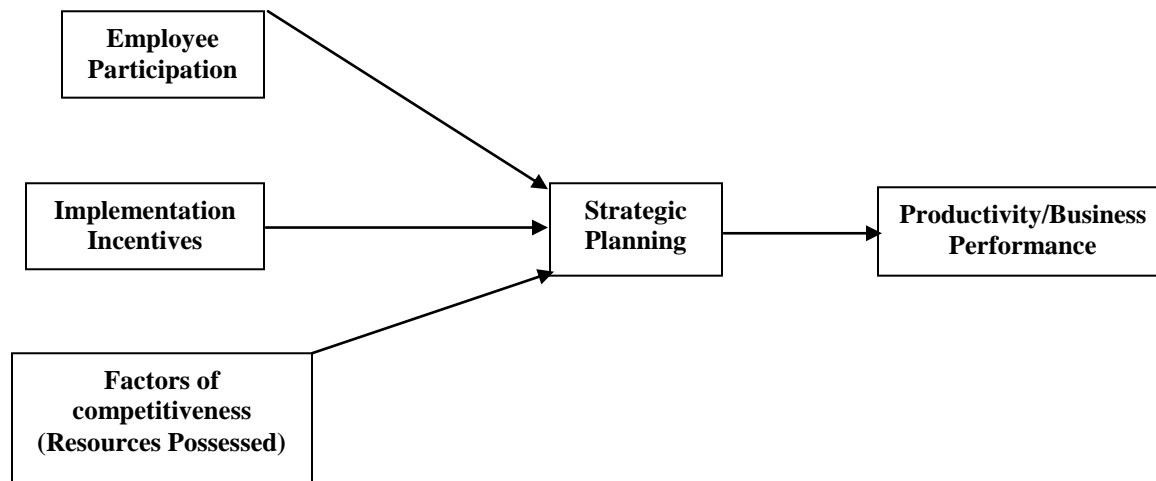 Employee
Participation
Implementation
Incentives
Strategic
Planning
Productivity/Business
Performance
Factors of
competitiveness
(Resources Possessed)